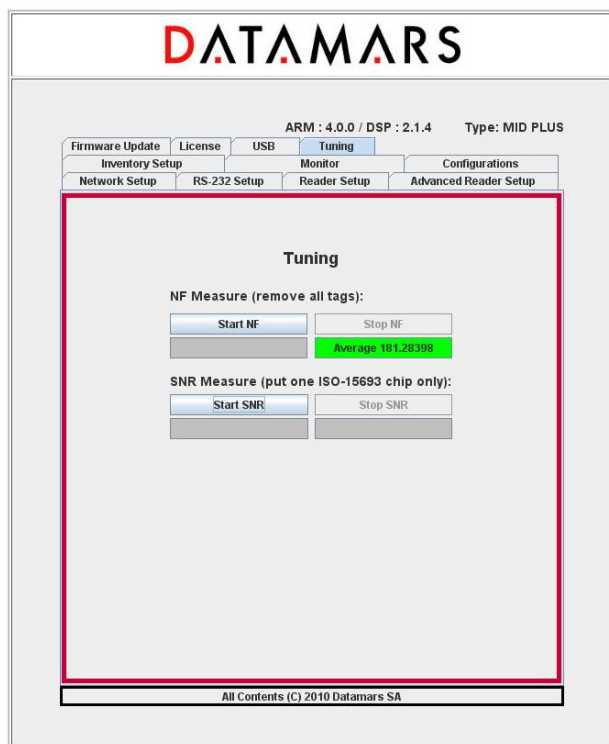 DATAMARS
ARM : 4.0.0 / DSP : 2.1.4 Type: MID PLUS
Firmware Update License USB Tuning
Inventory Setup Monitor Configurations
Network Setup RS-232 Setup Reader Setup Advanced Reader Setup
Tuning
NF Measure (remove all tags):
Start NF Stop NF
Average 181.28398
SNR Measure (put one ISO-15693 chip only):
Start SNR Stop SNR
All Contents (C) 2010 Datamars SA